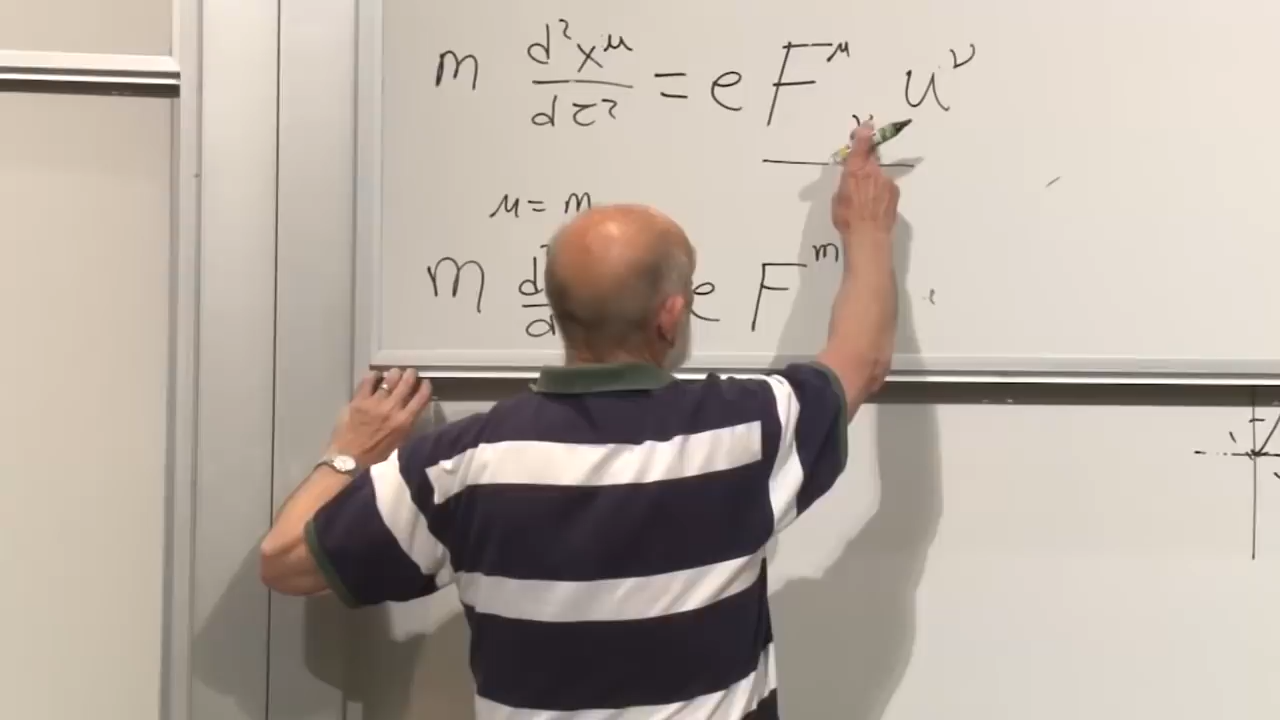 m d²x^μ/dτ² = e F^μ_ν u^ν
μ = m
m d e F^m